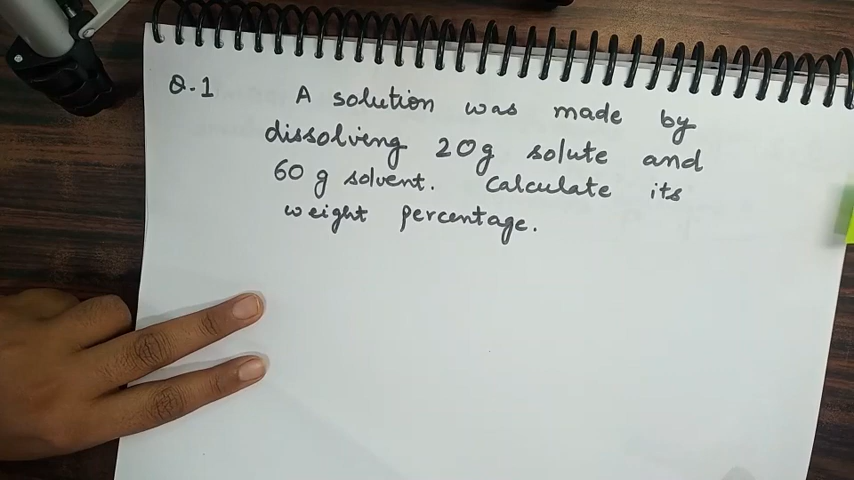 Q.1 A solution was made by
dissolving 20g solute and
60 g solvent. Calculate its
weight percentage.